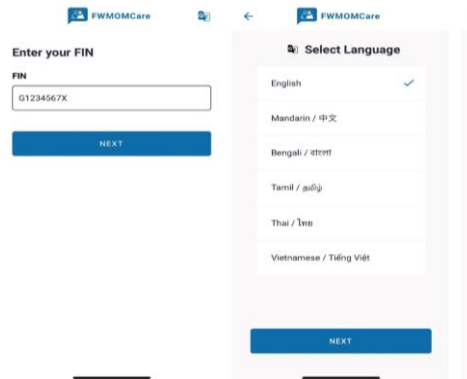 FWMOMCare
Enter your FIN
FIN
G1234567X
NEXT
FWMOMCare
Select Language
English
Mandarin / 中文
Bengali / বাংলা
Tamil / தமிழ்
Thai / ไทย
Vietnamese / Tiếng Việt
NEXT